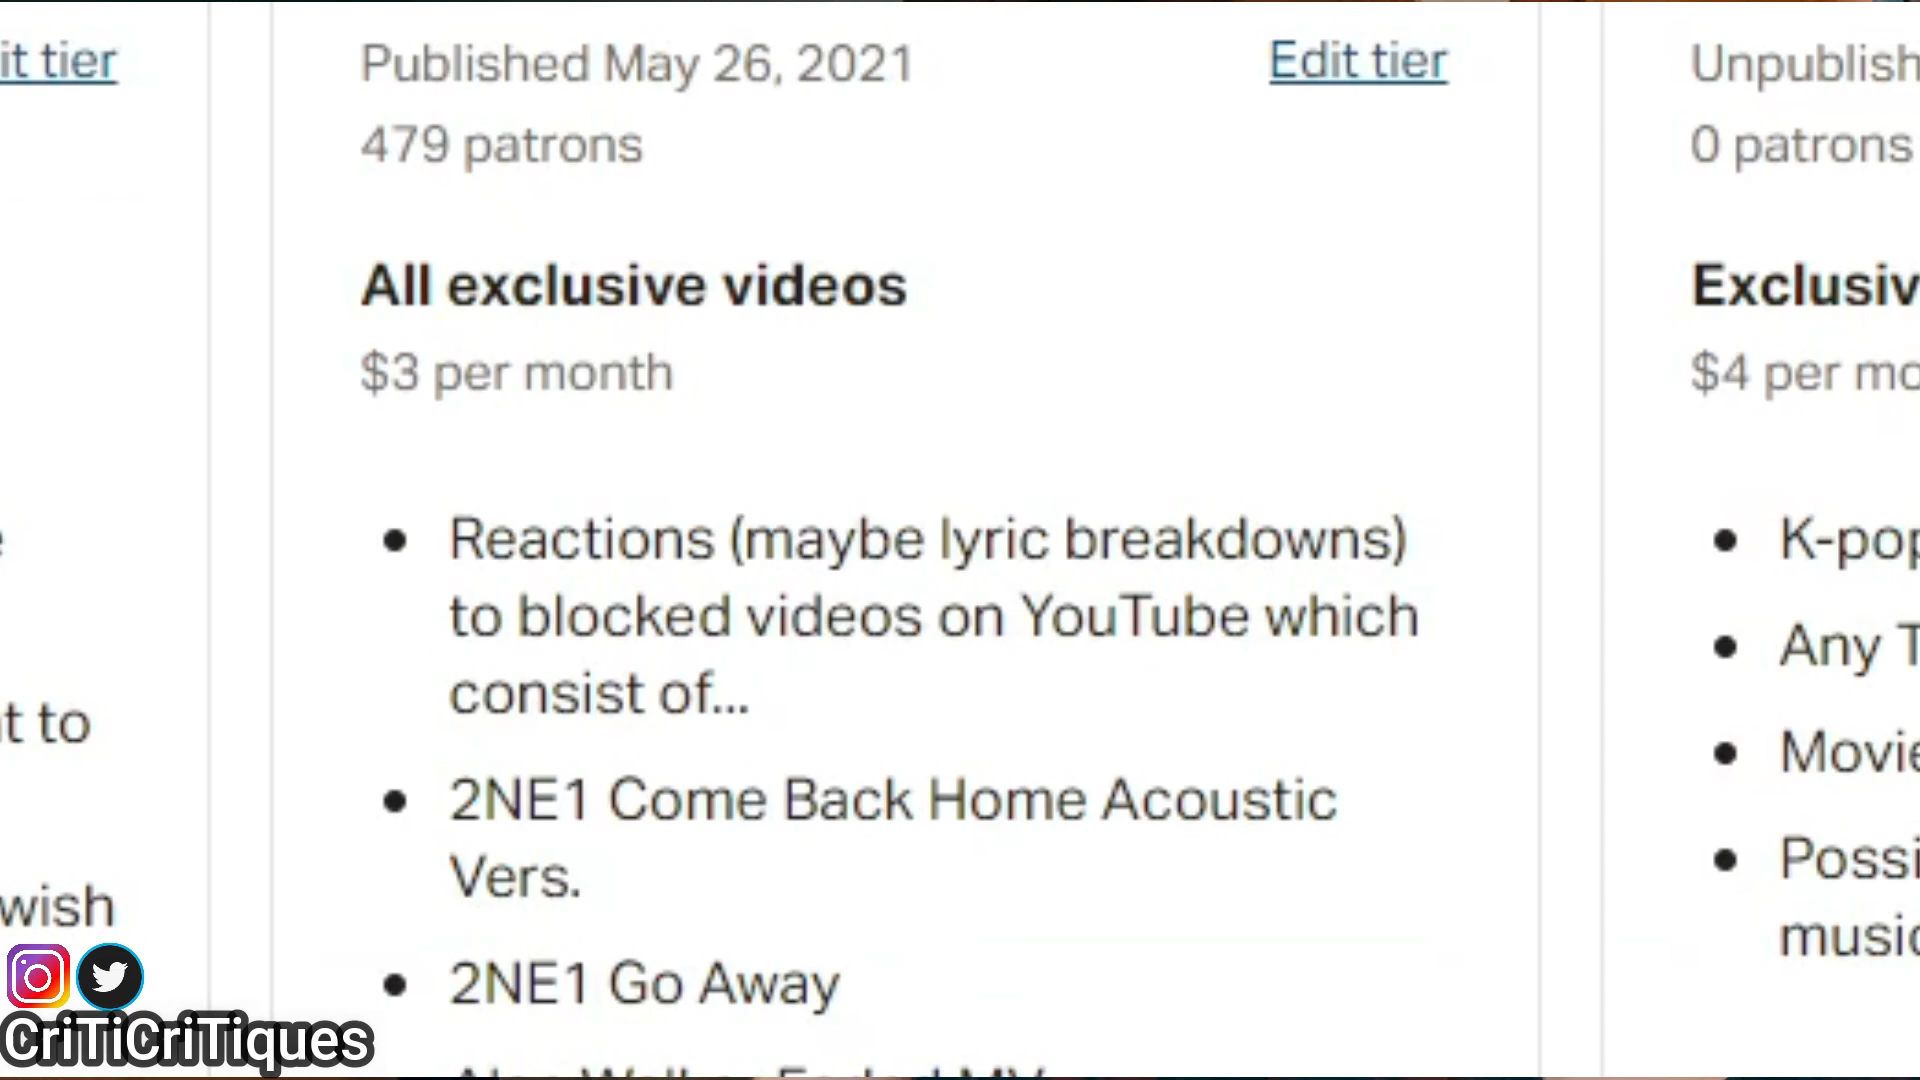 it tier
Published May 26, 2021
Edit tier
479 patrons
All exclusive videos
$3 per month
Reactions (maybe lyric breakdowns)
to blocked videos on YouTube which
consist of...
2NE1 Come Back Home Acoustic
Vers.
2NE1 Go Away
t to
wish
Unpublish
0 patrons
Exclusiv
$4 per mo
K-pop
Any T
Movie
Possi
music
CriTiCriTiques